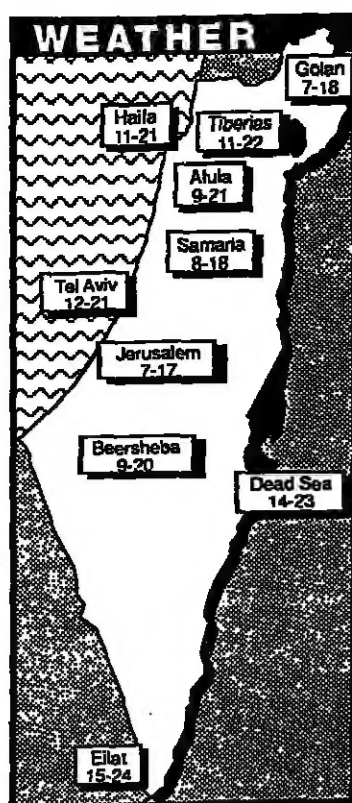 WEATHER
Golan
7-18
Haifa
11-21
Tiberias
11-22
Afula
9-21
Samaria
8-18
Tel Aviv
12-21
Jerusalem
7-17
Beersheba
9-20
Dead Sea
14-23
Eilat
15-24